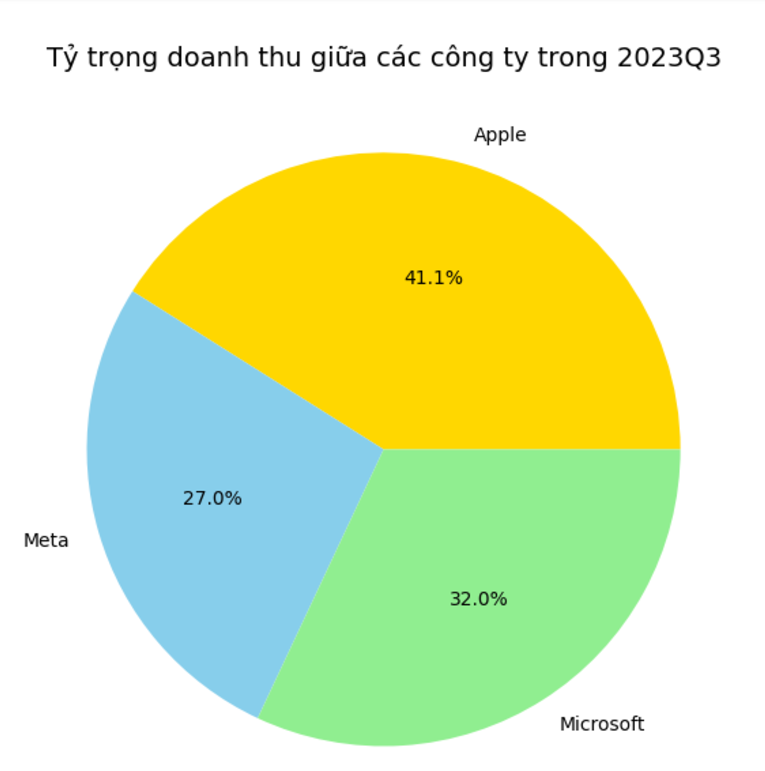 Tỷ trọng doanh thu giữa các công ty trong 2023Q3
Apple
41.1%
27.0%
Meta
32.0%
Microsoft